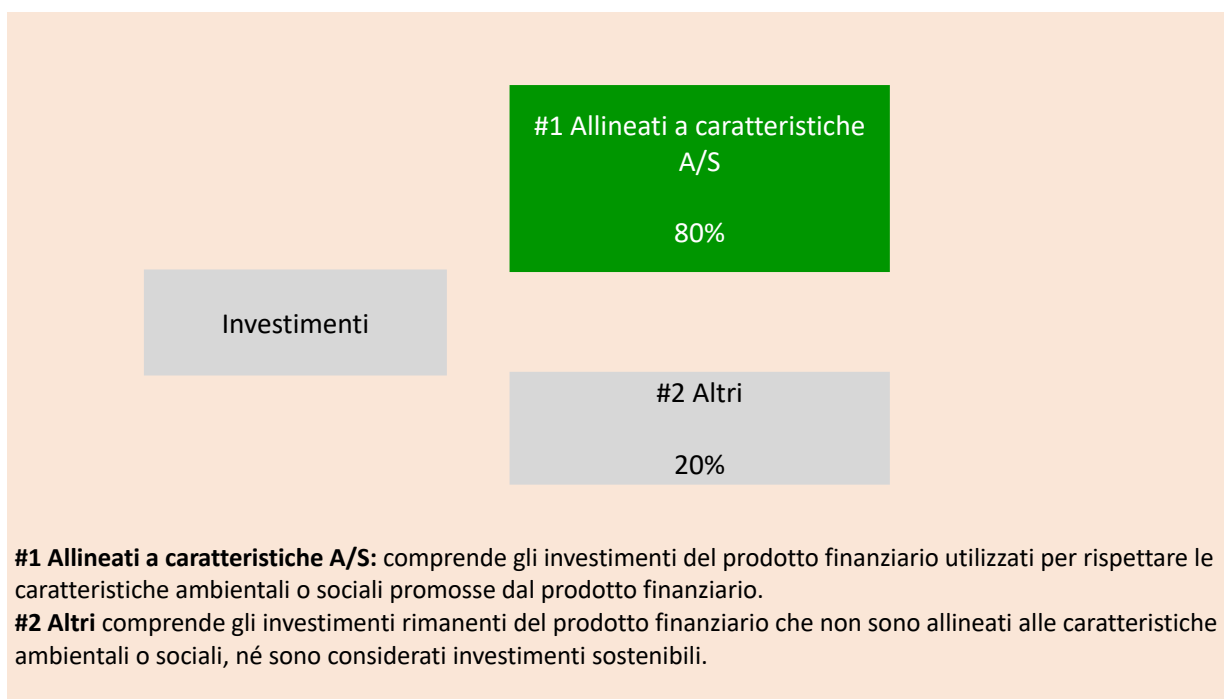 #1 Allineati a caratteristiche
A/S
80%
Investimenti
#2 Altri
20%
#1 Allineati a caratteristiche A/S: comprende gli investimenti del prodotto finanziario utilizzati per rispettare le
caratteristiche ambientali o sociali promosse dal prodotto finanziario.
#2 Altri comprende gli investimenti rimanenti del prodotto finanziario che non sono allineati alle caratteristiche
ambientali o sociali, né sono considerati investimenti sostenibili.